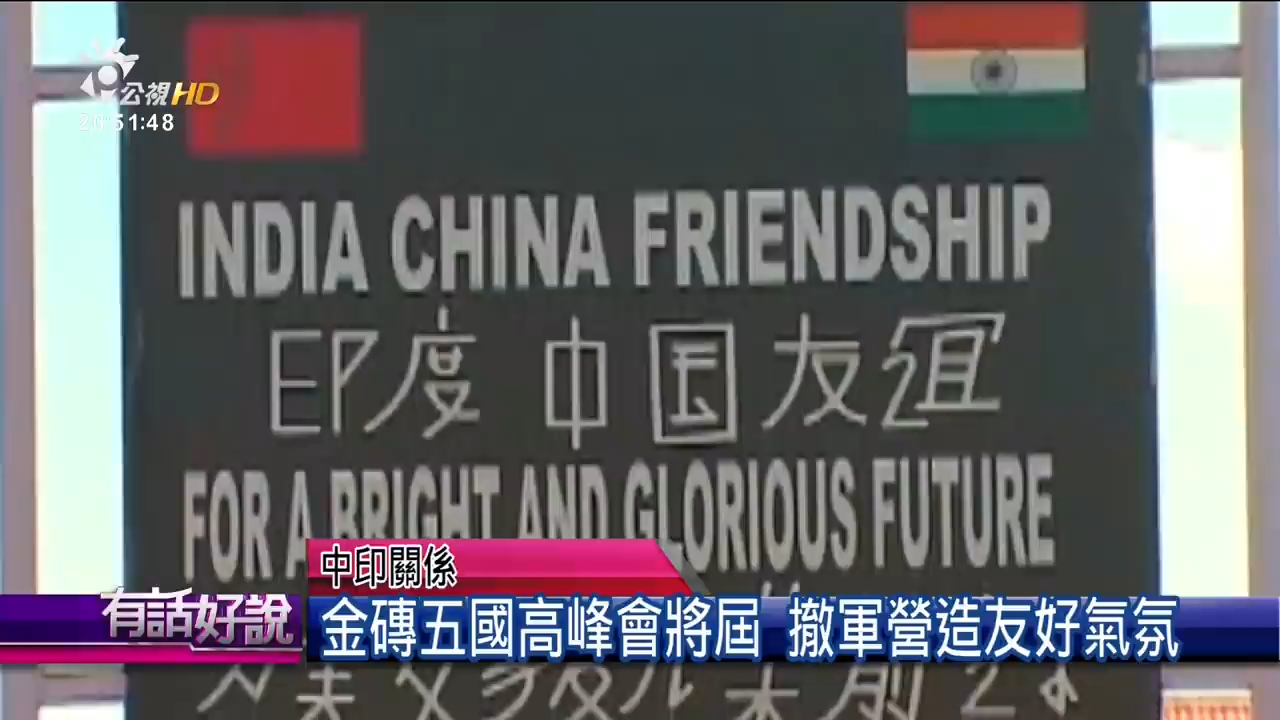 公視HD
20:51:48
INDIA CHINA FRIENDSHIP
印度 中国友谊
FOR A BRIGHT AND GLORIOUS FUTURE
中印關係
有話好說
金磚五國高峰會將屆 撤軍營造友好氣氛